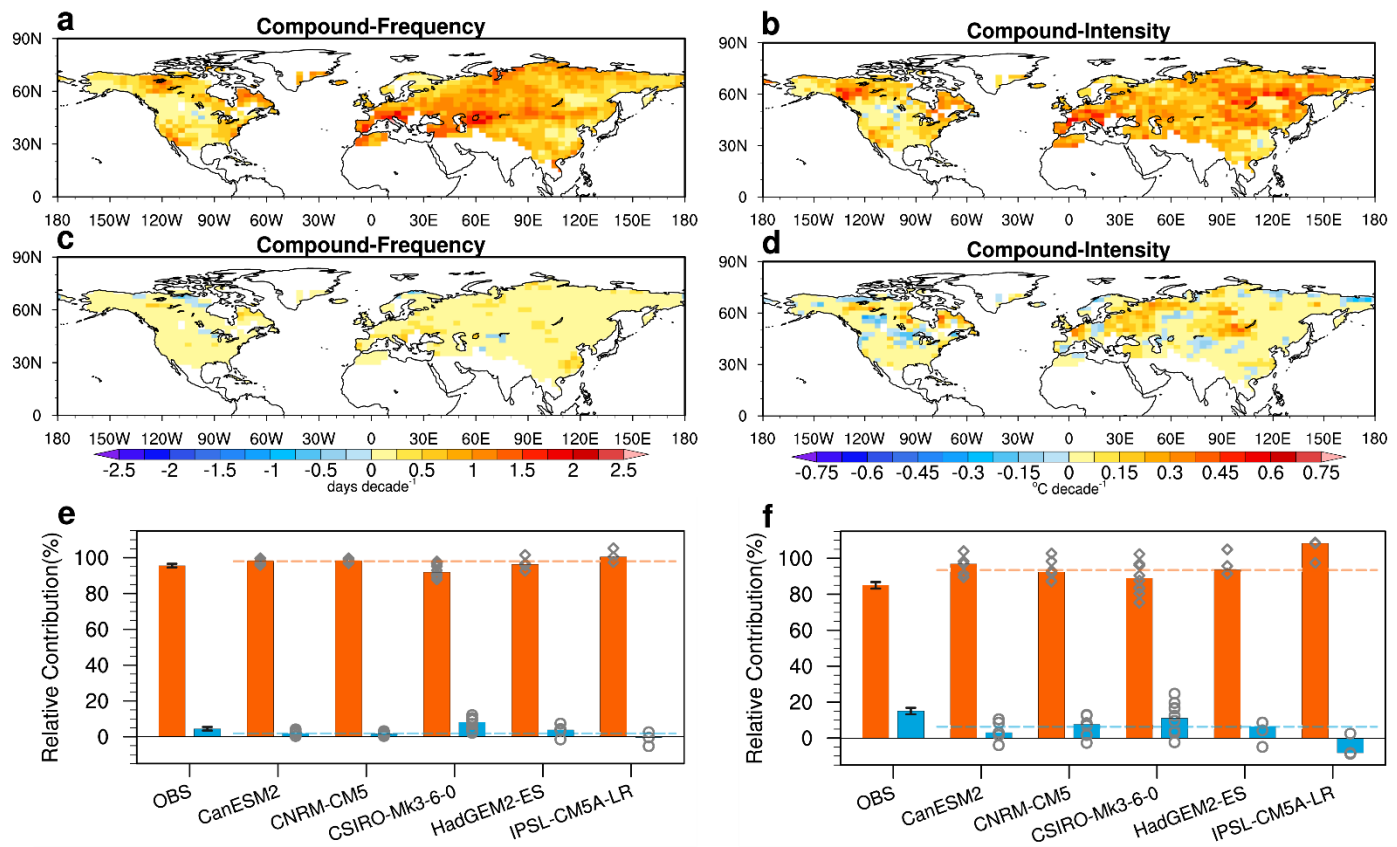 a
Compound-Frequency
90N
60N
30N
0
180 150W 120W 90W 60W 30W 0 30E 60E 90E 120E 150E 180
b
Compound-Intensity
90N
60N
30N
0
180 150W 120W 90W 60W 30W 0 30E 60E 90E 120E 150E 180
c
Compound-Frequency
90N
60N
30N
0
180 150W 120W 90W 60W 30W 0 30E 60E 90E 120E 150E 180
-2.5 -2 -1.5 -1 -0.5 0 0.5 1 1.5 2 2.5
days decade⁻¹
d
Compound-Intensity
90N
60N
30N
0
180 150W 120W 90W 60W 30W 0 30E 60E 90E 120E 150E 180
-0.75 -0.6 -0.45 -0.3 -0.15 0 0.15 0.3 0.45 0.6 0.75
°C decade⁻¹
e
Relative Contribution(%)
100
80
60
40
20
0
OBS CanESM2 CNRM-CM5 CSIRO-Mk3-6-0 HadGEM2-ES IPSL-CM5A-LR
f
Relative Contribution(%)
100
80
60
40
20
0
OBS CanESM2 CNRM-CM5 CSIRO-Mk3-6-0 HadGEM2-ES IPSL-CM5A-LR